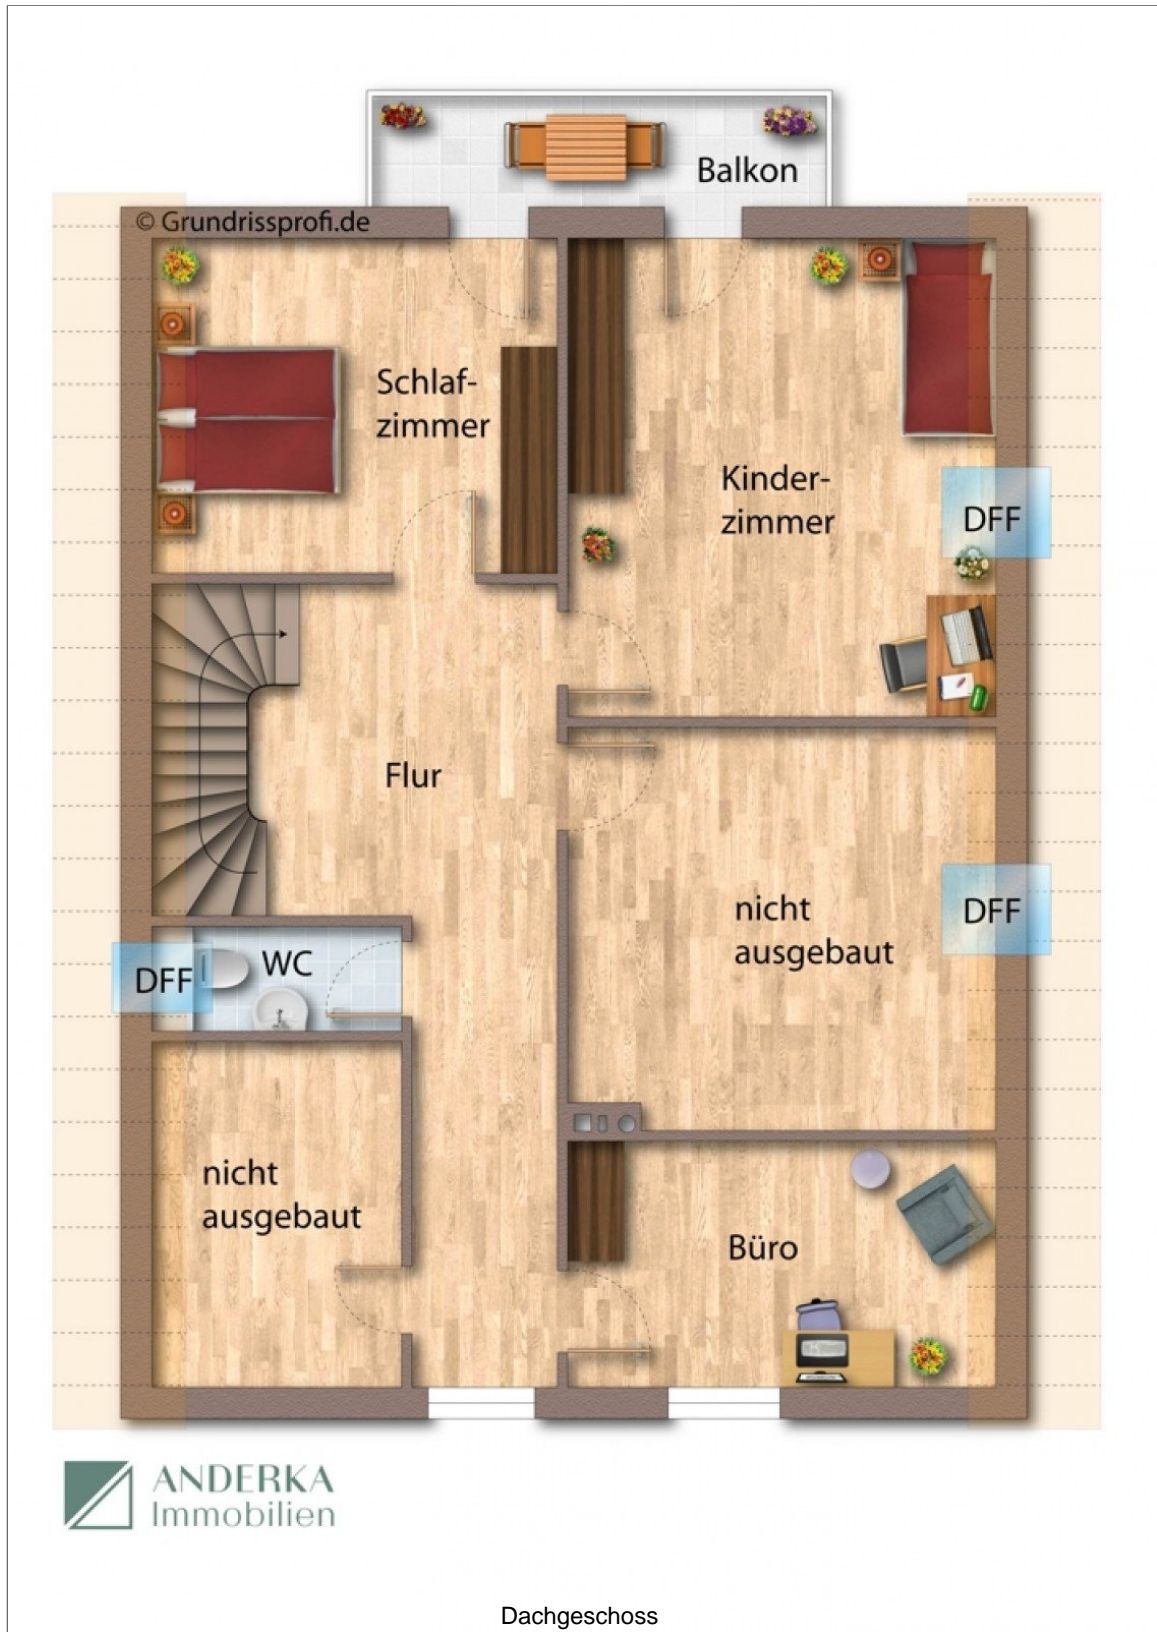 Balkon
© Grundrissprofi.de
Schlaf-
zimmer
Kinder-
zimmer
DFF
Flur
nicht
ausgebaut
DFF
WC
DFF
nicht
ausgebaut
Büro
ANDERKA
Immobilien
Dachgeschoss